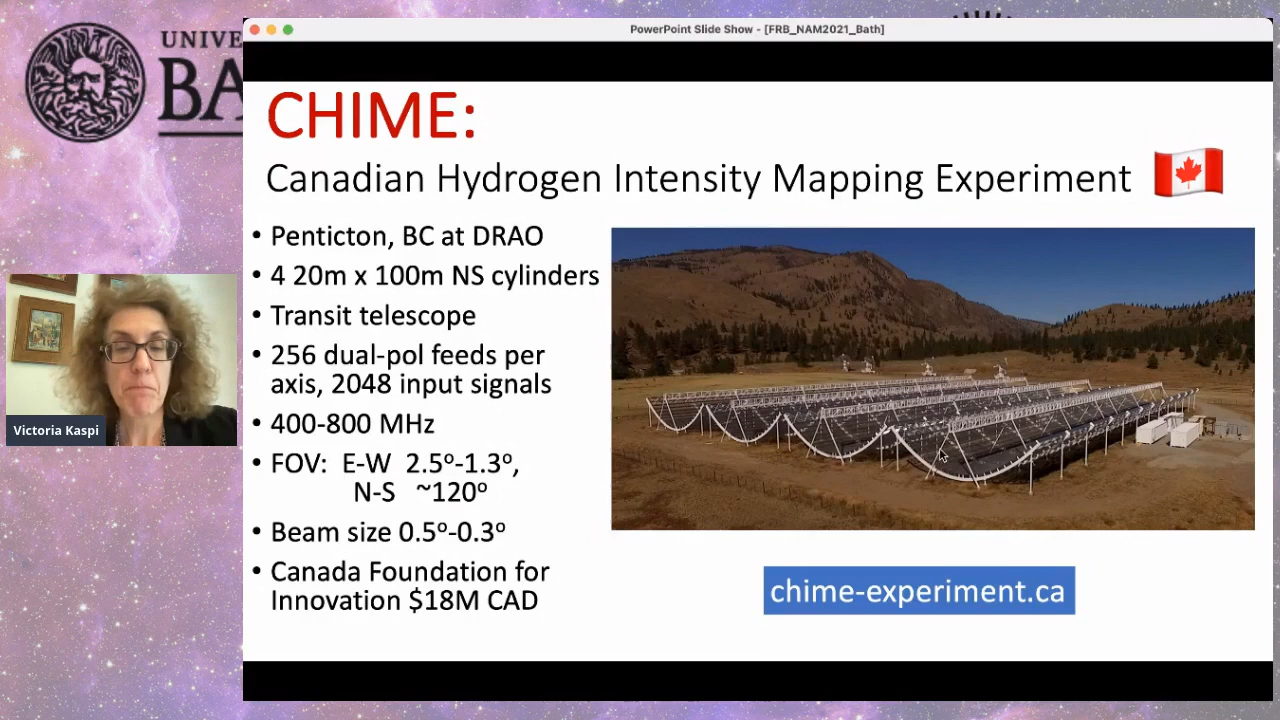 PowerPoint Slide Show - [FRB_NAM2021_Bath]
UNIVE
BA
CHIME:
Canadian Hydrogen Intensity Mapping Experiment
• Penticton, BC at DRAO
• 4 20m x 100m NS cylinders
• Transit telescope
• 256 dual-pol feeds per
axis, 2048 input signals
• 400-800 MHz
• FOV: E-W 2.5º-1.3º,
N-S ~120º
• Beam size 0.5º-0.3º
• Canada Foundation for
Innovation $18M CAD
chime-experiment.ca
Victoria Kaspi